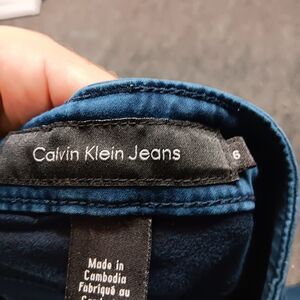 Calvin Klein Jeans
6
Made in
Cambodia
Fabriqué au